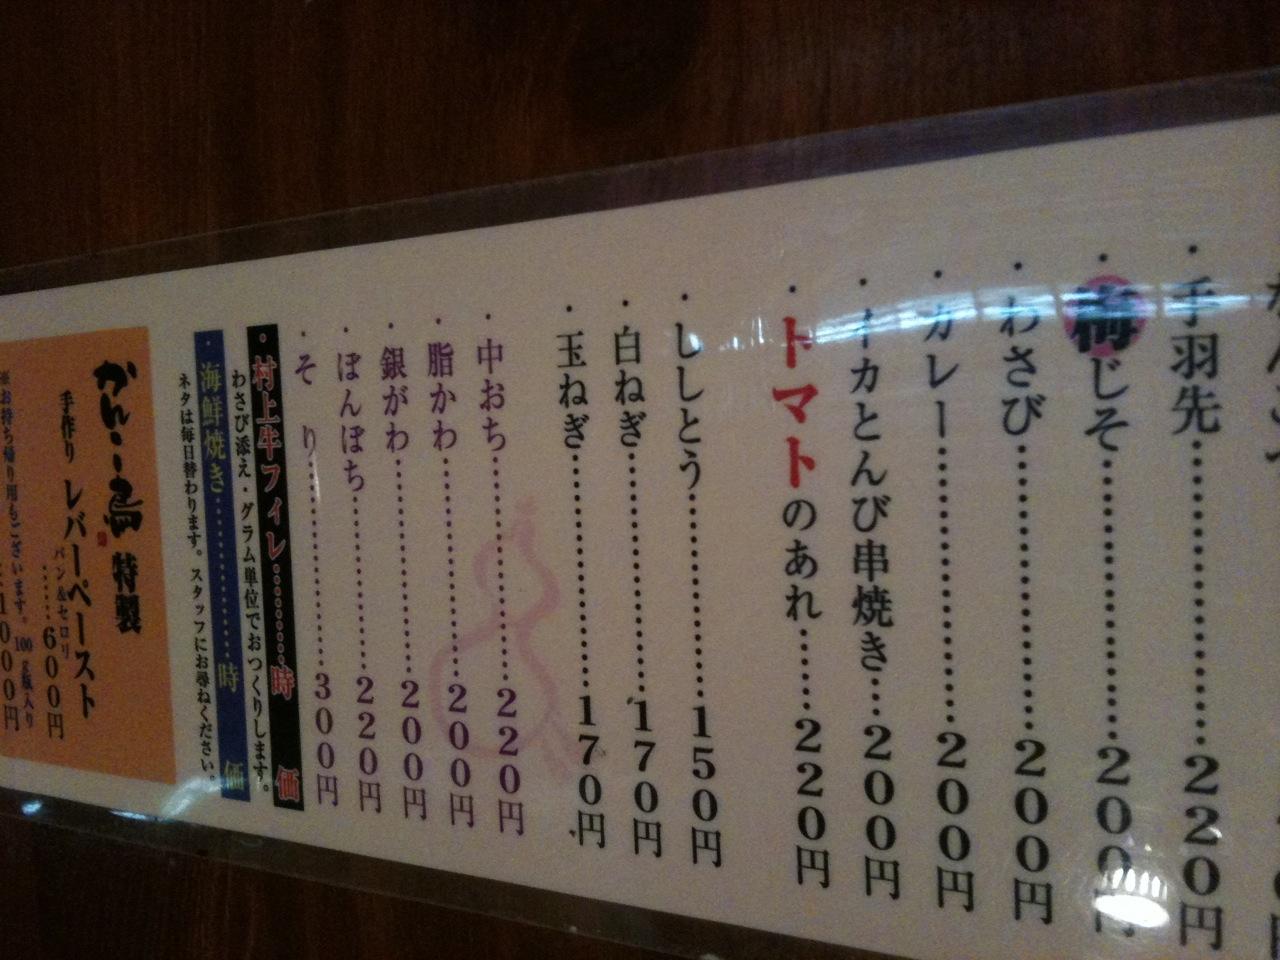 ・手羽先……………220円
・梅じそ……………200円
・わさび……………200円
・カレー……………200円
・イカとんび串焼き…200円
・トマトのあれ……220円
・ししとう…………150円
・白ねぎ……………170円
・玉ねぎ……………170円
・中おち……………220円
・脂かわ……………200円
・銀がわ……………200円
・ぼんぼち…………220円
・そり………………300円
・村上牛フィレ………時価
わさび添え・グラム単位でおつくりします。
・海鮮焼き……………時価
ネタは毎日替わります。スタッフにお尋ねください。
特製
手作りレバーペースト
パン&セロリ
……600円
お持ち帰り用もございます。100g瓶入り
…1000円